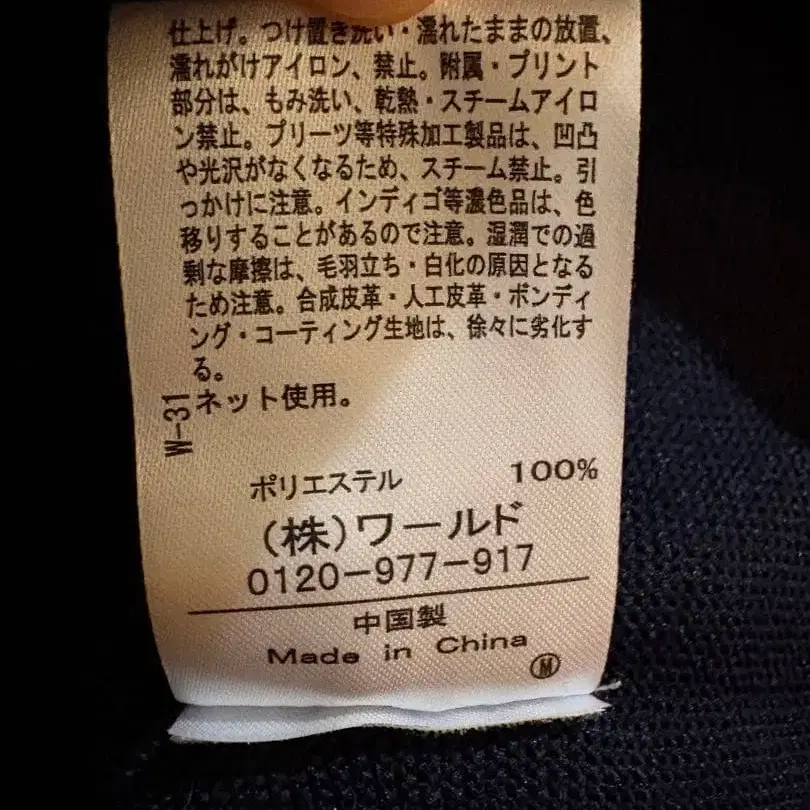 仕上げ。つけ置き洗い・濡れたままの放置、
濡れがけアイロン、禁止。附属・プリント
部分は、もみ洗い、乾熱・スチームアイロ
ン禁止。プリーツ等特殊加工製品は、凹凸
や光沢がなくなるため、スチーム禁止。引
っかけに注意。インディゴ等濃色品は、色
移りすることがあるので注意。湿潤での過
剰な摩擦は、毛羽立ち・白化の原因となる
ため注意。合成皮革・人工皮革・ボンディ
ング・コーティング生地は、徐々に劣化す
る。
ネット使用。
W-31
ポリエステル 100%
(株)ワールド
0120-977-917
中国製
Made in China
M